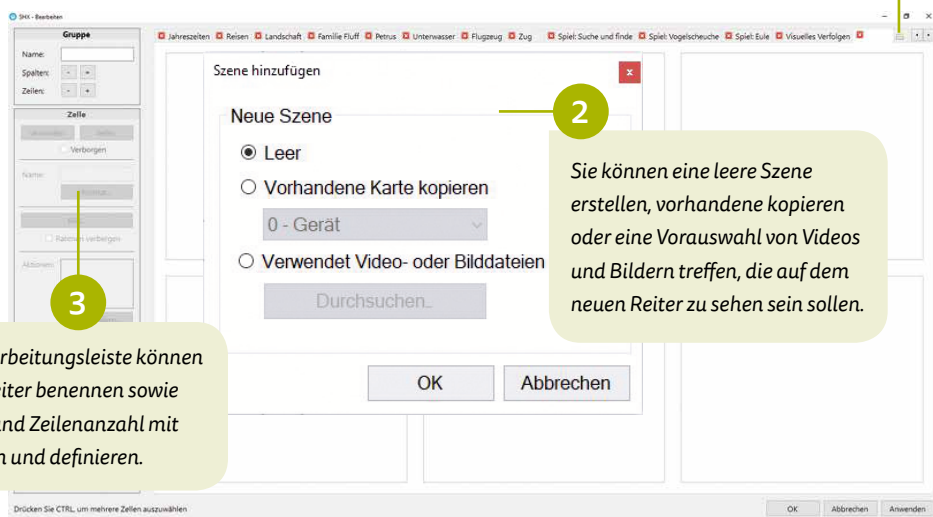 SHX - Bearbeiten
Gruppe
Name:
Spalten: - +
Zeilen: - +
Zelle
Verborgen
Name:
Rahmen verbergen
Aktionen:
Jahreszeiten Reisen Landschaft Familie Fluff Petrus Unterwasser Flugzeug Zug Spiel: Suche und finde Spiel: Vogelscheuche Spiel: Eule Visuelles Verfolgen
Szene hinzufügen
x
Neue Szene
Leer
Vorhandene Karte kopieren
0 - Gerät
Verwendet Video- oder Bilddateien
Durchsuchen..
OK Abbrechen
2
Sie können eine leere Szene
erstellen, vorhandene kopieren
oder eine Vorauswahl von Videos
und Bildern treffen, die auf dem
neuen Reiter zu sehen sein sollen.
3
rbeitungsleiste können
eiter benennen sowie
und Zeilenanzahl mit
n und definieren.
Drücken Sie CTRL, um mehrere Zellen auszuwählen
OK Abbrechen Anwenden